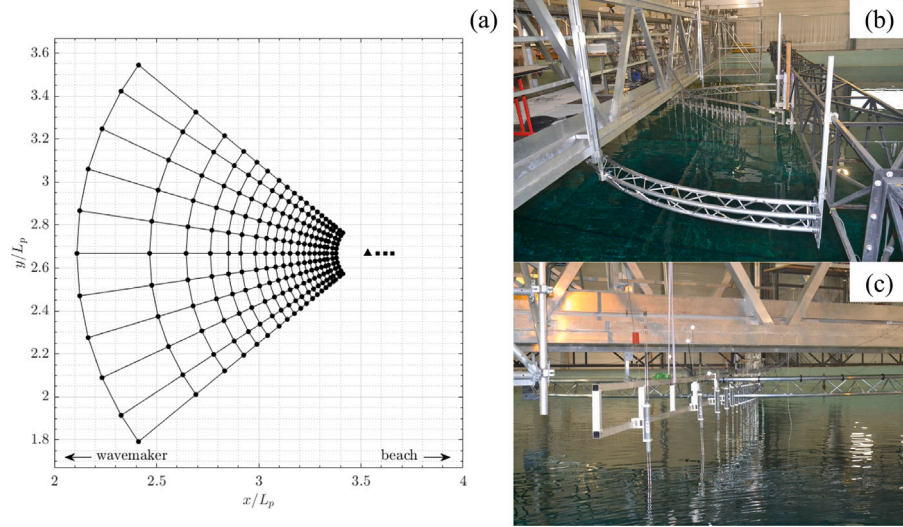 (a)
3.6
3.4
3.2
3
2.8
y/L_p
2.6
2.4
2.2
2
1.8
← wavemaker
beach →
2
2.5
3
3.5
4
x/L_p
(b)
(c)